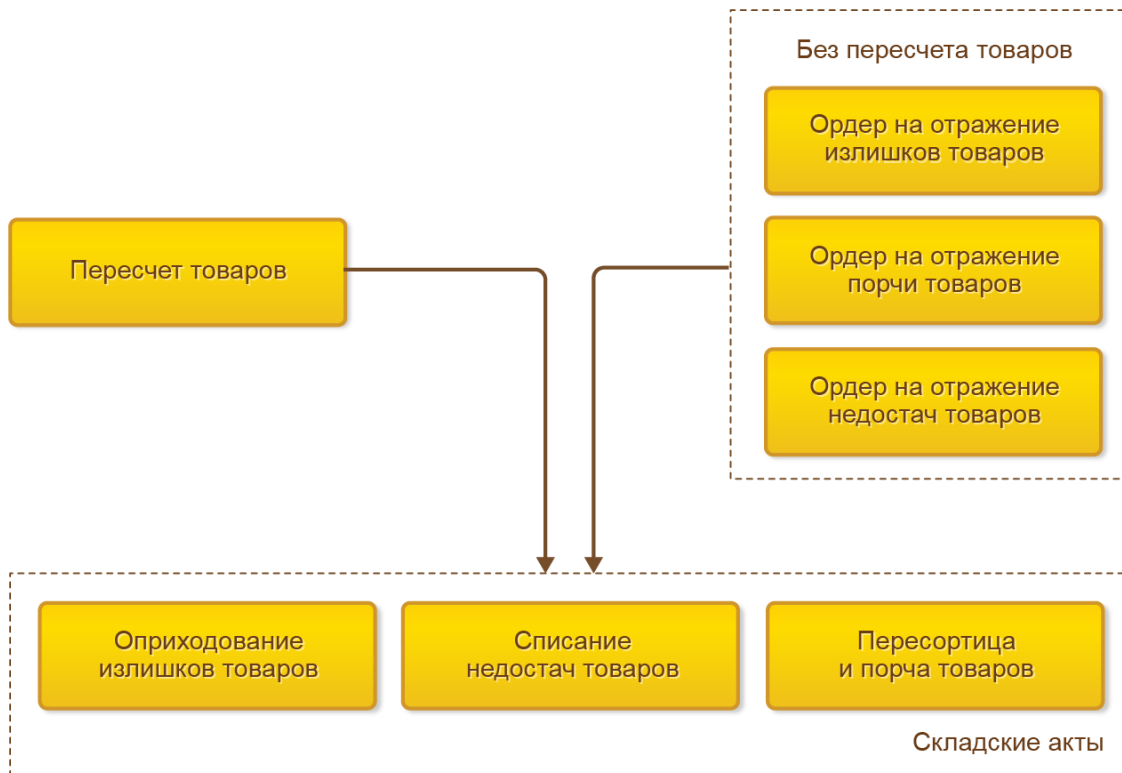 Без пересчета товаров
Ордер на отражение
излишков товаров
Пересчет товаров
Ордер на отражение
порчи товаров
Ордер на отражение
недостач товаров
Оприходование
излишков товаров
Списание
недостач товаров
Пересортица
и порча товаров
Складские акты